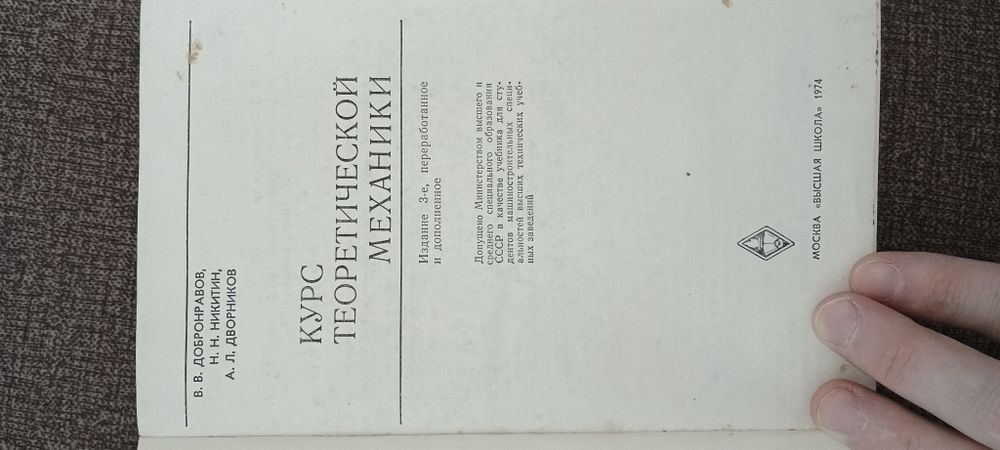 В. В. ДОБРОНРАВОВ,
Н. Н. НИКИТИН,
А. Л. ДВОРНИКОВ
КУРС
ТЕОРЕТИЧЕСКОЙ
МЕХАНИКИ
Издание 3-е, переработанное
и дополненное
Допущено Министерством высшего и
среднего специального образования
СССР в качестве учебника для сту-
дентов машиностроительных специ-
альностей высших технических учеб-
ных заведений
МОСКВА «ВЫСШАЯ ШКОЛА» 1974